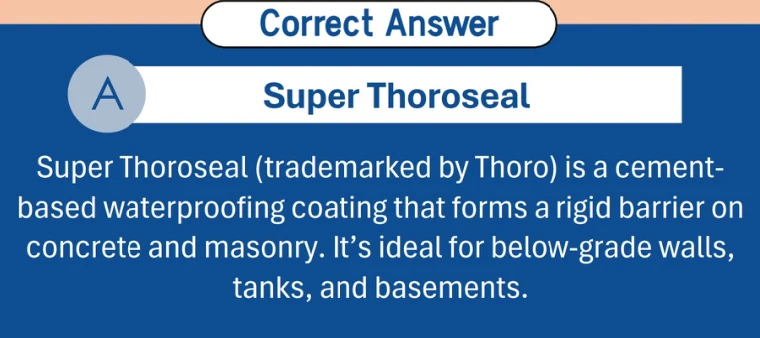 Correct Answer
A
Super Thoroseal
Super Thoroseal (trademarked by Thoro) is a cement-
based waterproofing coating that forms a rigid barrier on
concrete and masonry. It’s ideal for below-grade walls,
tanks, and basements.